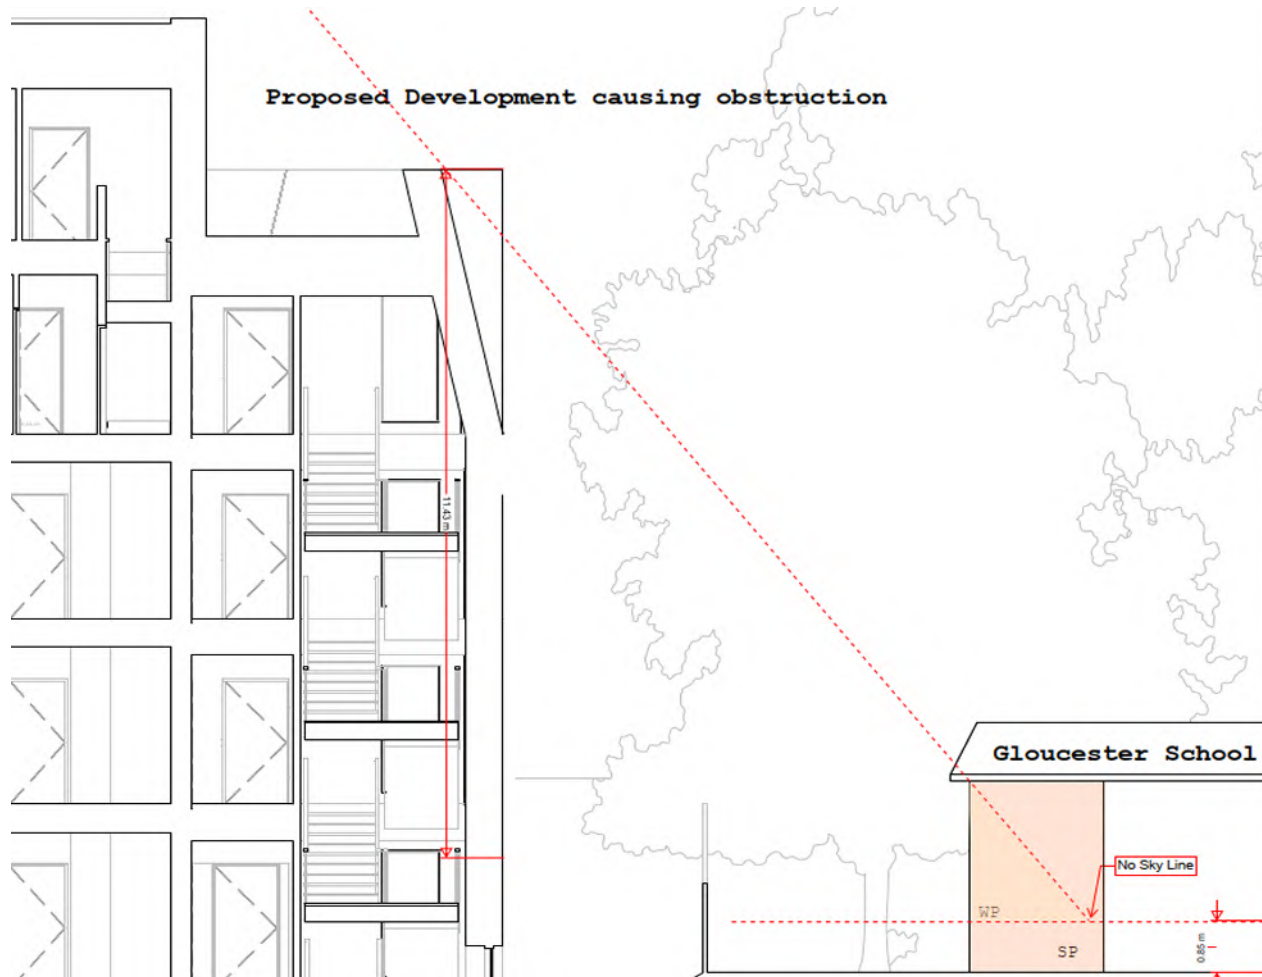 Proposed Development causing obstruction
11.43 m
Gloucester School
No Sky Line
WP
SP
0.85 m